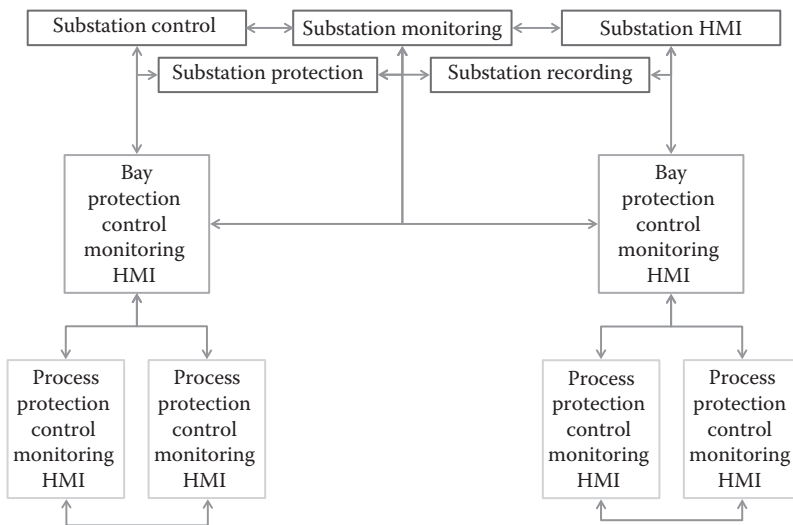 Substation control
Substation monitoring
Substation HMI
Substation protection
Substation recording
Bay
protection
control
monitoring
HMI
Bay
protection
control
monitoring
HMI
Process
protection
control
monitoring
HMI
Process
protection
control
monitoring
HMI
Process
protection
control
monitoring
HMI
Process
protection
control
monitoring
HMI